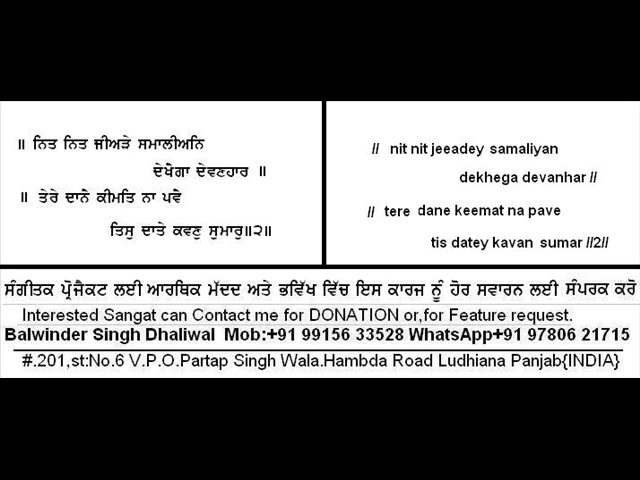 ॥ ਨਿਤ ਨਿਤ ਜੀਅੜੇ ਸਮਾਲੀਅਨਿ
ਦੇਖੈਗਾ ਦੇਵਣਹਾਰ ॥
॥ ਤੇਰੇ ਦਾਨੈ ਕੀਮਤਿ ਨਾ ਪਵੈ
ਤਿਸੁ ਦਾਤੇ ਕਵਣੁ ਸੁਮਾਰੁ॥੨॥
// nit nit jeeadey samaliyan
dekhega devanhar //
// tere dane keemat na pave
tis datey kavan sumar //2//
ਸੰਗੀਤਕ ਪ੍ਰੋਜੈਕਟ ਲਈ ਆਰਥਿਕ ਮੱਦਦ ਅਤੇ ਭਵਿੱਖ ਵਿੱਚ ਇਸ ਕਾਰਜ ਨੂੰ ਹੋਰ ਸਵਾਰਨ ਲਈ ਸੰਪਰਕ ਕਰੋ
Interested Sangat can Contact me for DONATION or,for Feature request.
Balwinder Singh Dhaliwal Mob:+91 99156 33528 WhatsApp+91 97806 21715
#.201,st:No.6 V.P.O.Partap Singh Wala.Hambda Road Ludhiana Panjab{INDIA}